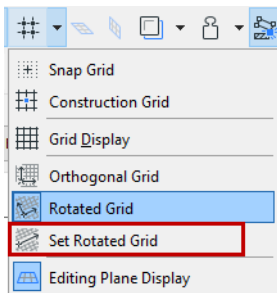 Snap Grid
Construction Grid
Grid Display
Orthogonal Grid
Rotated Grid
Set Rotated Grid
Editing Plane Display